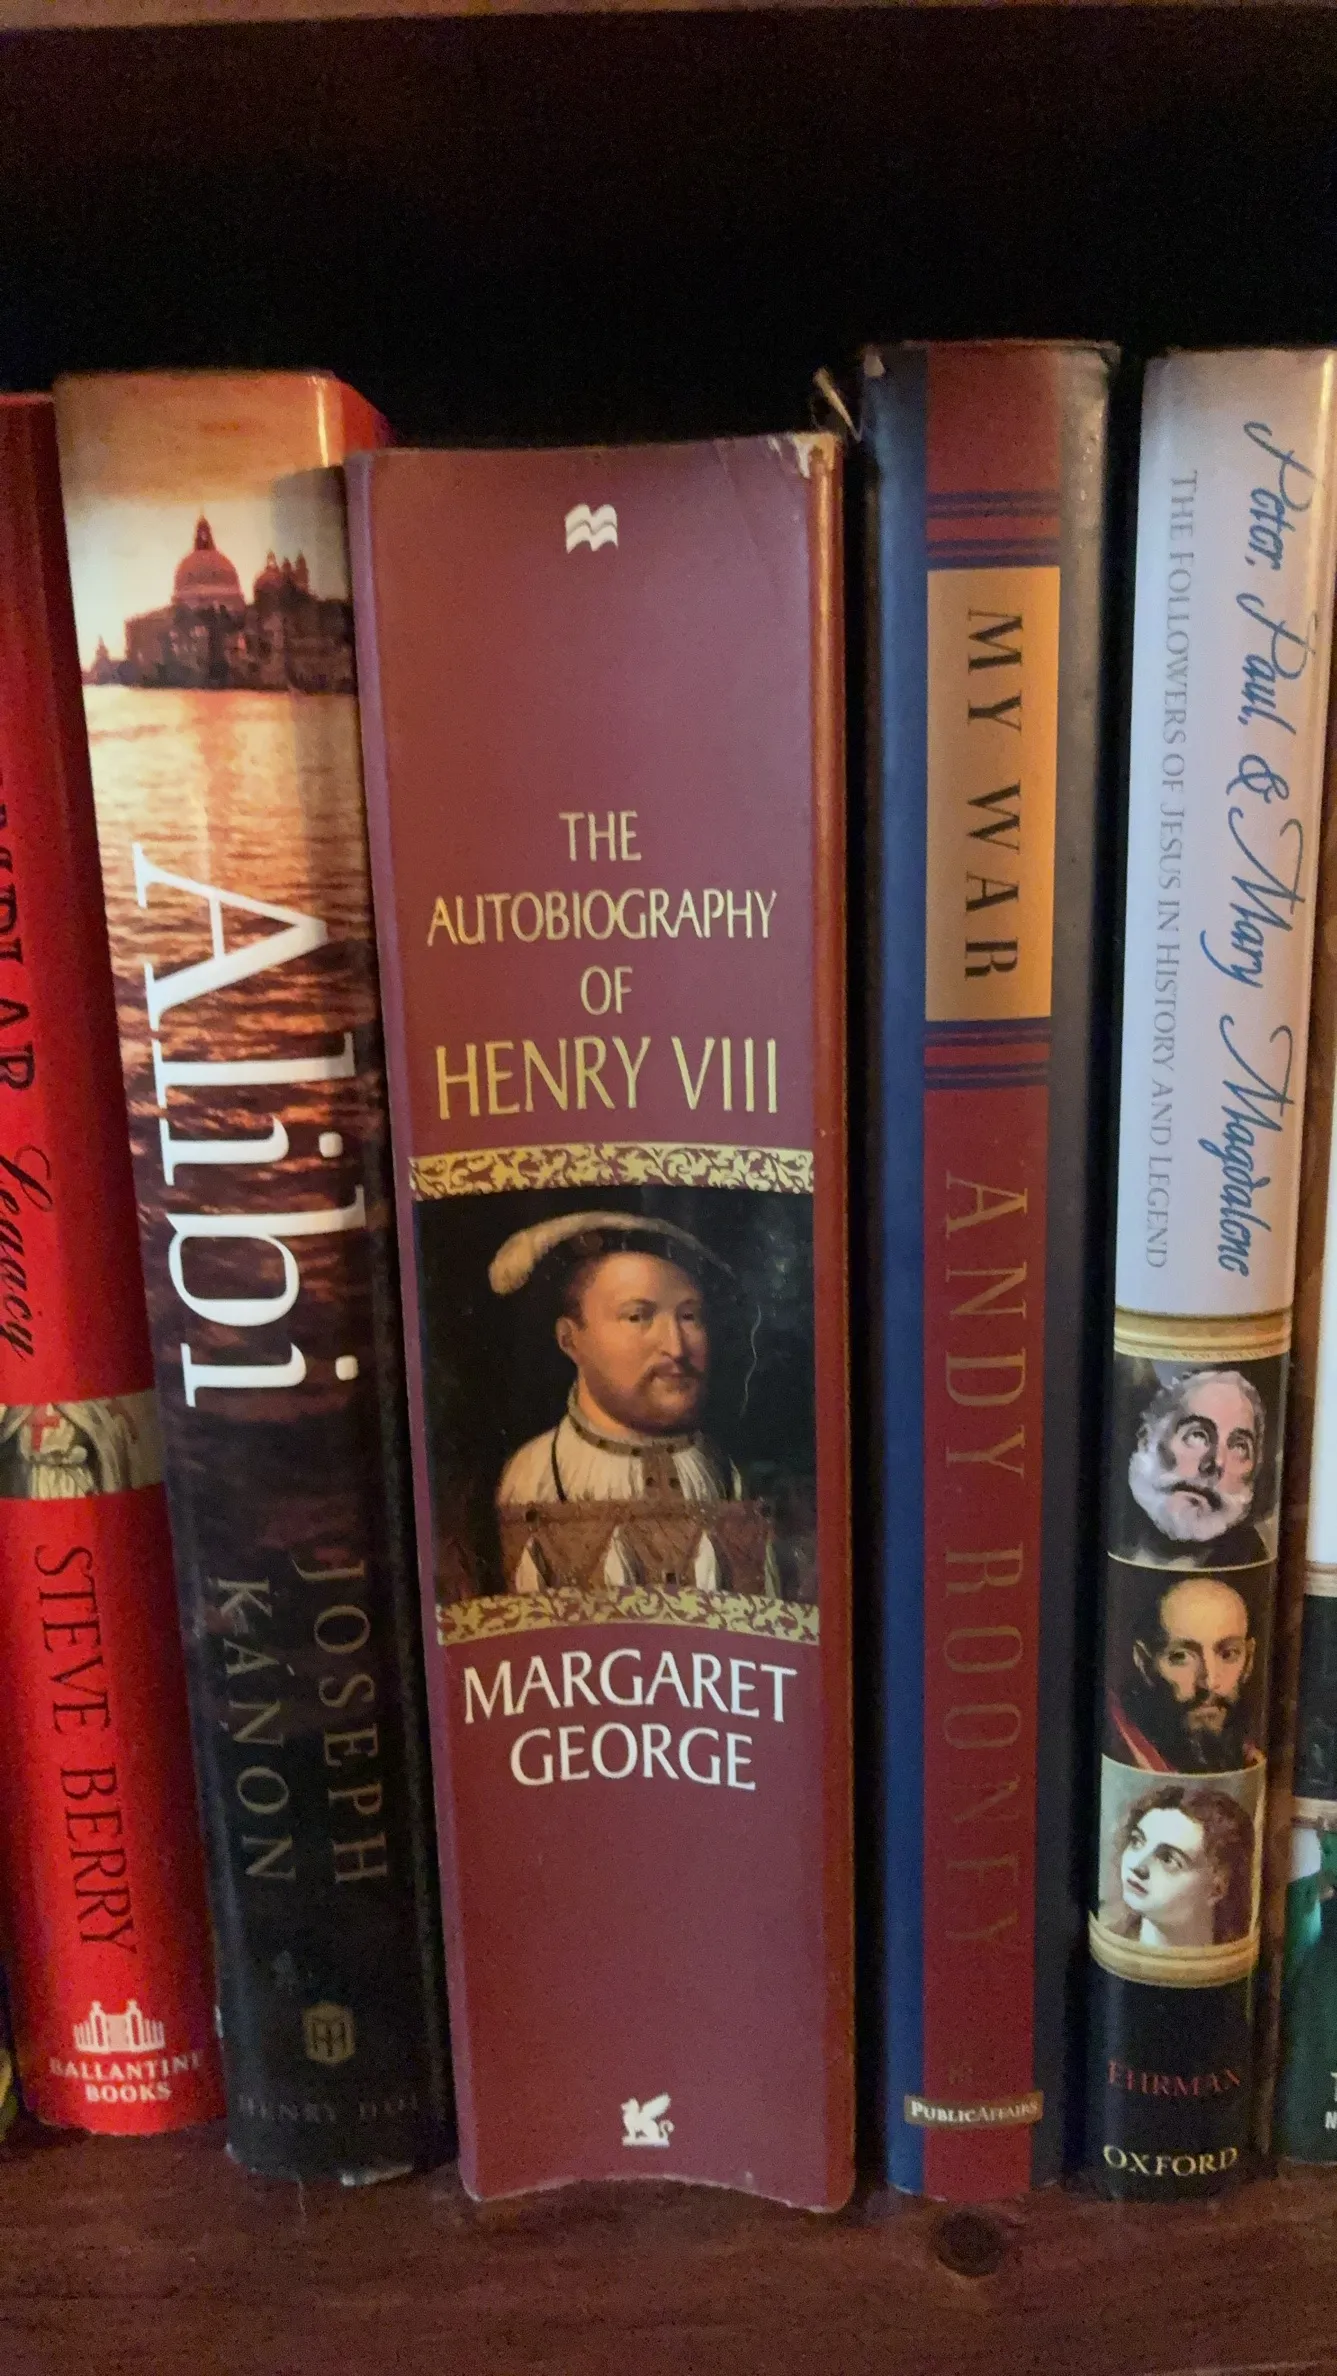 Legacy
STEVE BERRY
BALLANTINE
BOOKS
Alibi
JOSEPH
KANON
THE
AUTOBIOGRAPHY
OF
HENRY VIII
MARGARET
GEORGE
MY WAR
ANDY ROONEY
PUBLICAFFAIRS
Peter, Paul, & Mary Magdalene
THE FOLLOWERS OF JESUS IN HISTORY AND LEGEND
EHRMAN
OXFORD